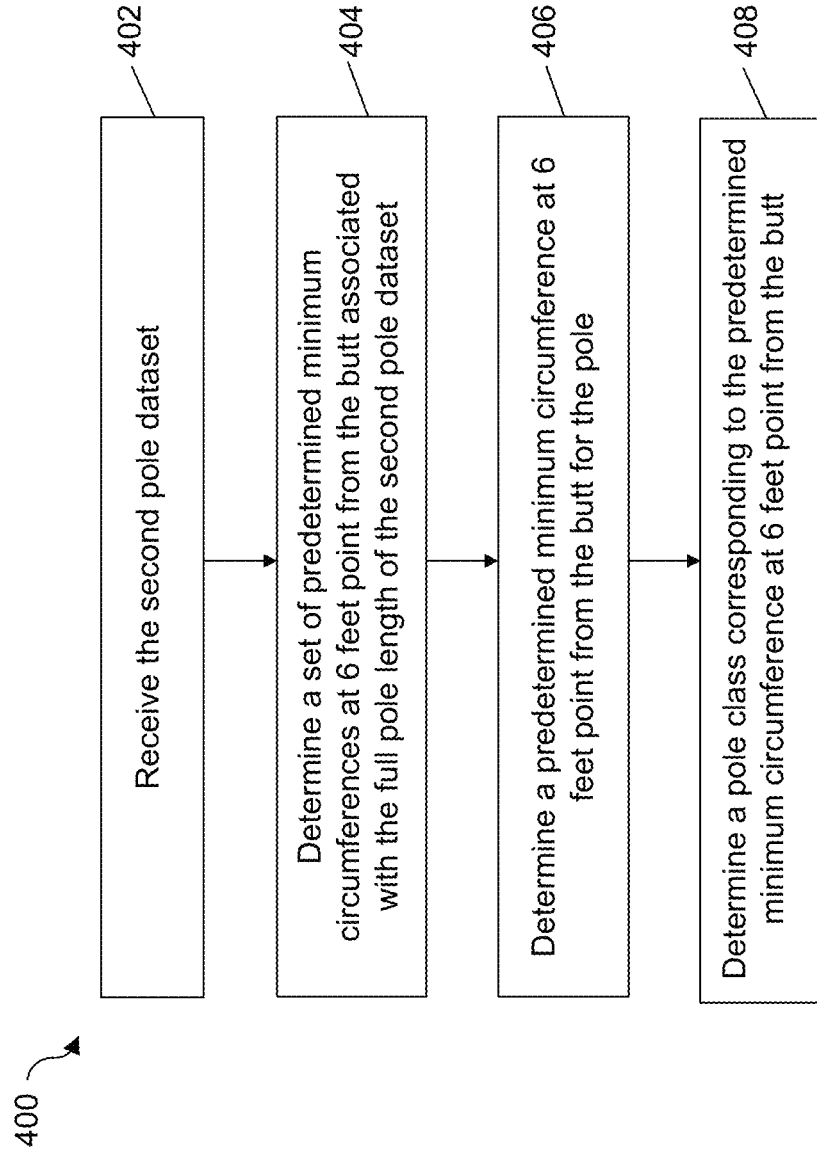 400
Receive the second pole dataset
402
Determine a set of predetermined minimum
circumferences at 6 feet point from the butt associated
with the full pole length of the second pole dataset
404
Determine a predetermined minimum circumference at 6
feet point from the butt for the pole
406
Determine a pole class corresponding to the predetermined
minimum circumference at 6 feet point from the butt
408